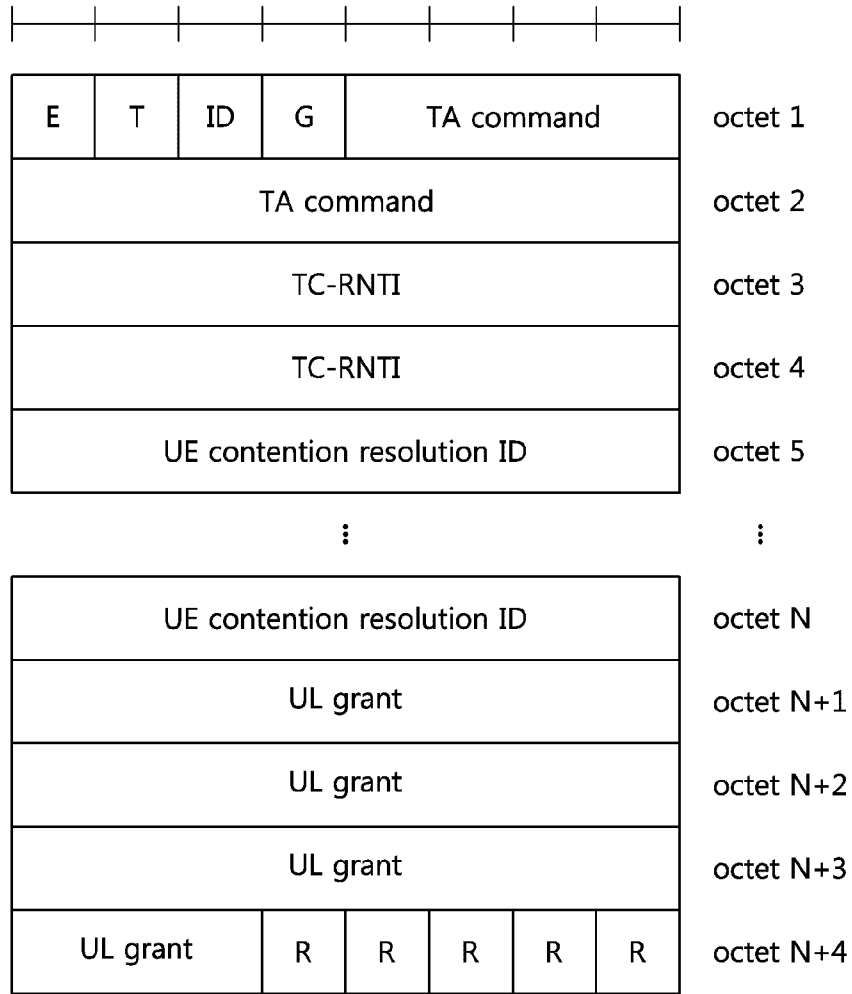 E T ID G TA command octet 1
TA command octet 2
TC-RNTI octet 3
TC-RNTI octet 4
UE contention resolution ID octet 5
UE contention resolution ID octet N
UL grant octet N+1
UL grant octet N+2
UL grant octet N+3
UL grant R R R R R octet N+4